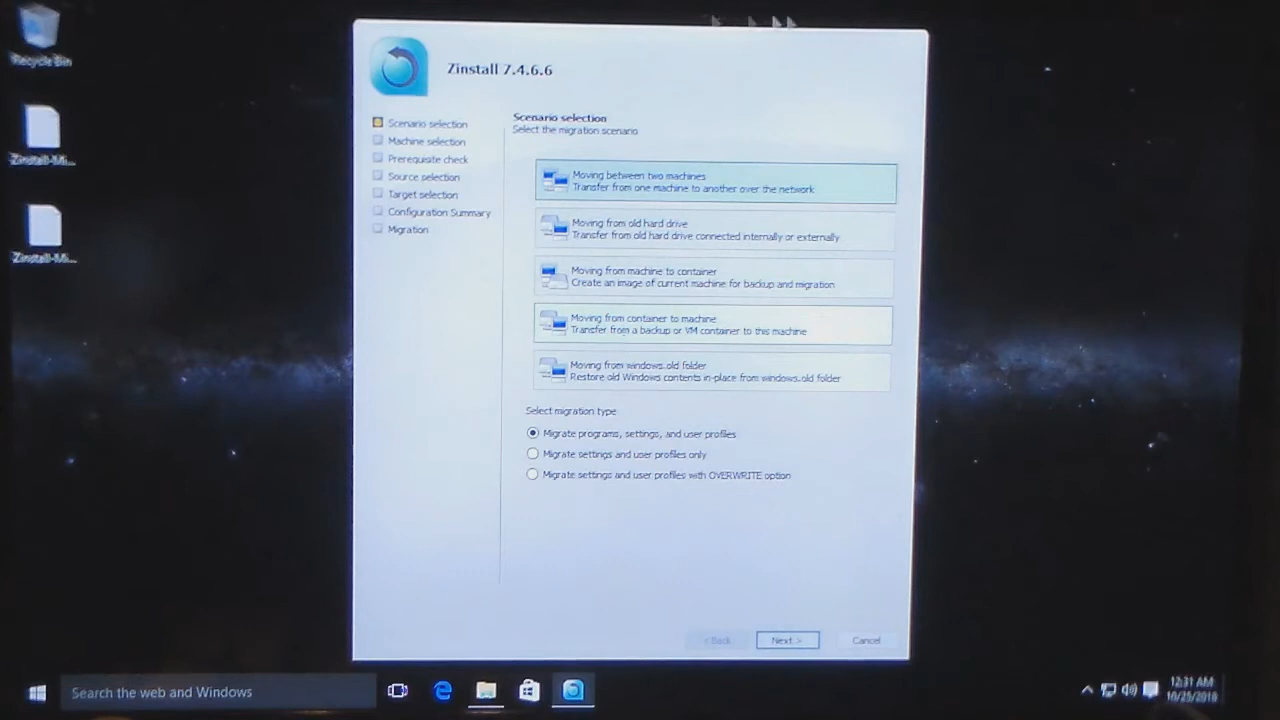 Recycle Bin
Zinstall-Mi...
Zinstall-Mi...
Zinstall 7.4.6.6
Scenario selection
Machine selection
Prerequisite check
Source selection
Target selection
Configuration Summary
Migration
Scenario selection
Select the migration scenario
Moving between two machines
Transfer from one machine to another over the network
Moving from old hard drive
Transfer from old hard drive connected internally or externally
Moving from machine to container
Create an image of current machine for backup and migration
Moving from container to machine
Transfer from a backup or VM container to this machine
Moving from windows.old folder
Restore old Windows contents in-place from windows.old folder
Select migration type
Migrate programs, settings, and user profiles
Migrate settings and user profiles only
Migrate settings and user profiles with OVERWRITE option
< Back
Next >
Cancel
Search the web and Windows
12:31 AM
10/25/2018